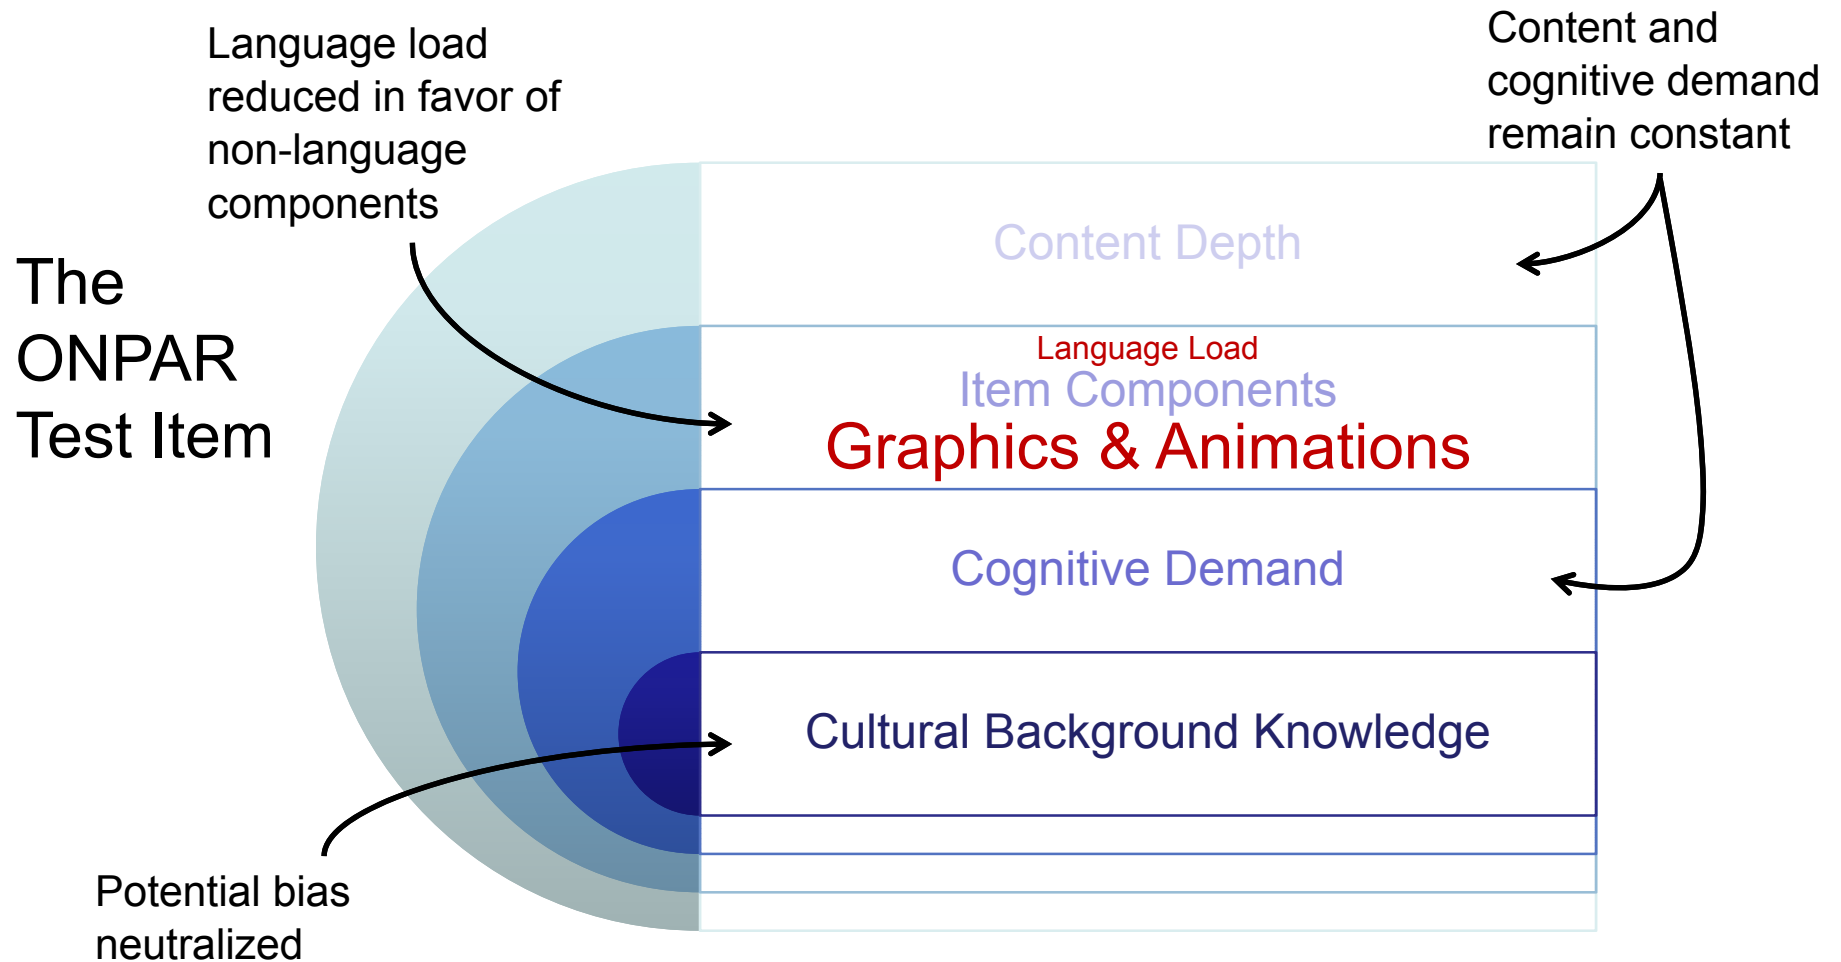 Language load
reduced in favor of
non-language
components
Content and
cognitive demand
remain constant
The
ONPAR
Test Item
Content Depth
Language Load
Item Components
Graphics & Animations
Cognitive Demand
Cultural Background Knowledge
Potential bias
neutralized